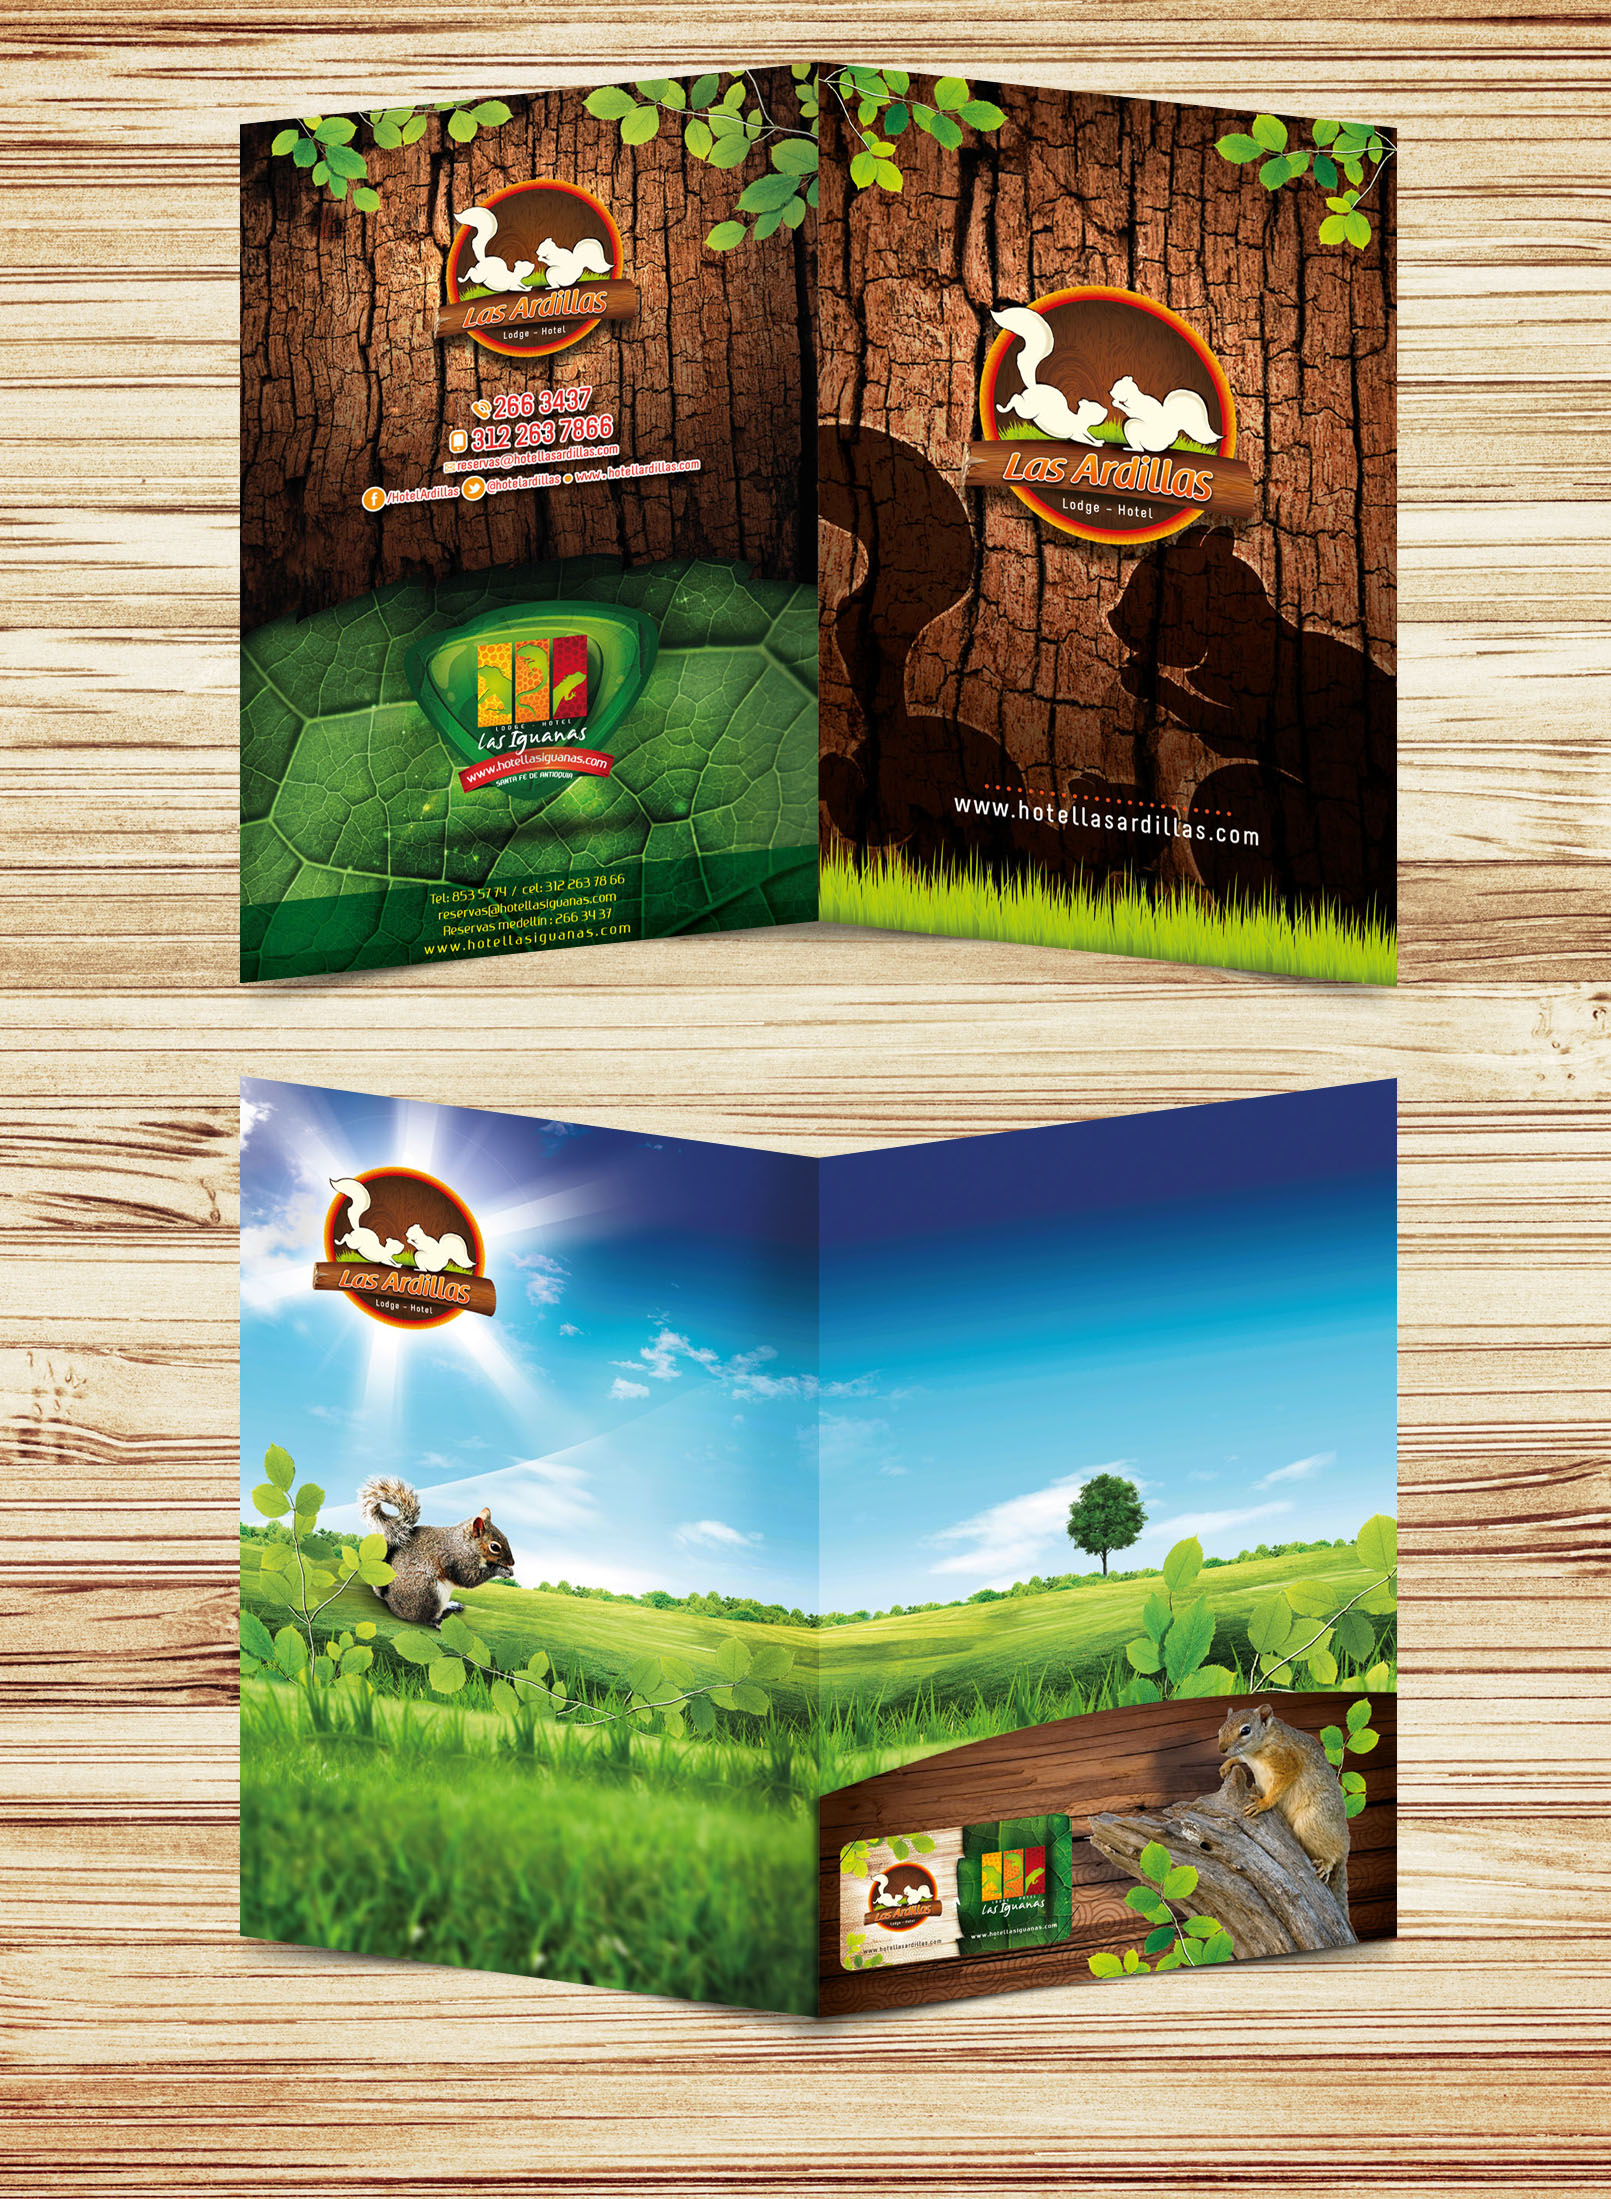 Las Ardillas
Lodge - Hotel
266 3437
312 263 7866
reservas@hotellasardillas.com
/HotelArdillas @hotelardillas • www.hotellardillas.com
LODGE - HOTEL
las Iguanas
www.hotellasiguanas.com
SANTA FE DE ANTIOQUIA
Tel: 853 57 74 / cel: 312 263 78 66
reservas@hotellasiguanas.com
Reservas medellin : 266 34 37
www.hotellasiguanas.com
Las Ardillas
Lodge - Hotel
www.hotellasardillas.com
Las Ardillas
Lodge - Hotel
Las Ardillas
Lodge - Hotel
www.hotellasardillas.com
LODGE - HOTEL
las Iguanas
www.hotellasiguanas.com